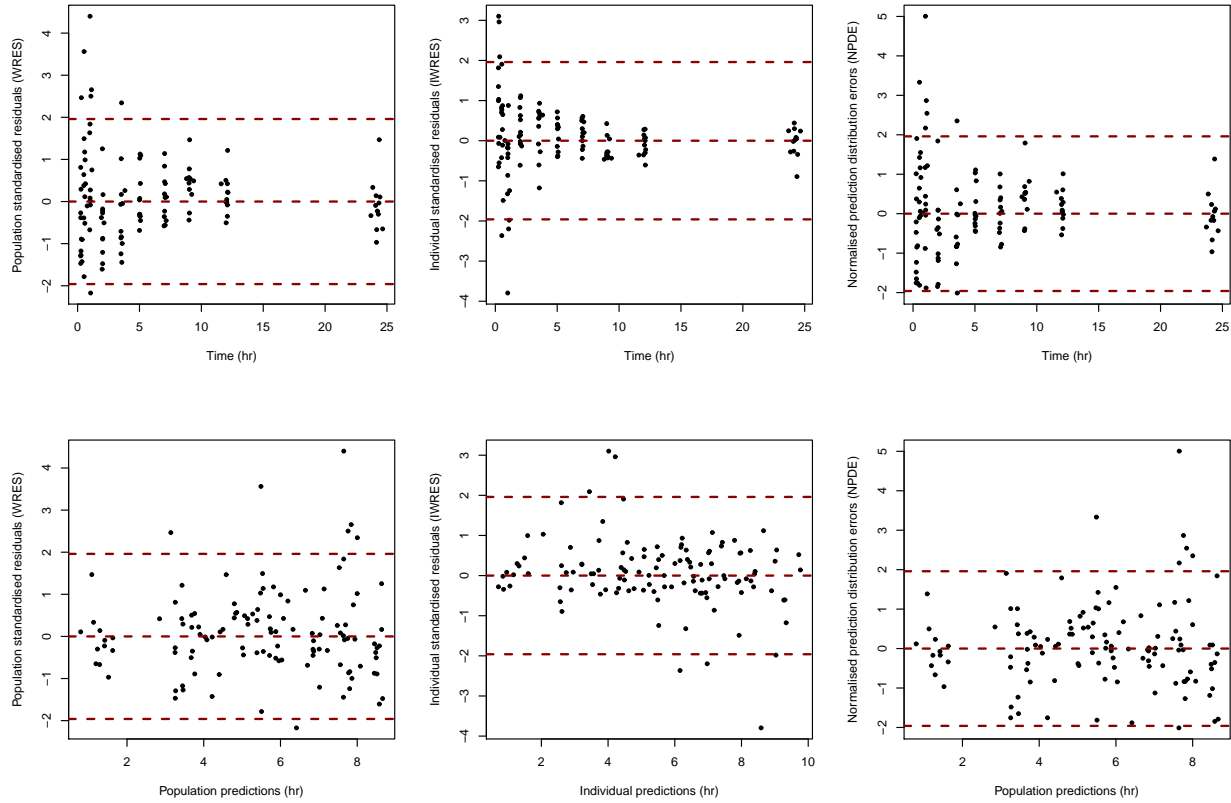 Population standardised residuals (WRES)
−2 −1 0 1 2 3 4
0 5 10 15 20 25
Time (hr)
Individual standardised residuals (IWRES)
−4 −3 −2 −1 0 1 2 3
0 5 10 15 20 25
Time (hr)
Normalised prediction distribution errors (NPDE)
−2 −1 0 1 2 3 4 5
0 5 10 15 20 25
Time (hr)
Population standardised residuals (WRES)
−2 −1 0 1 2 3 4
2 4 6 8
Population predictions (hr)
Individual standardised residuals (IWRES)
−4 −3 −2 −1 0 1 2 3
2 4 6 8 10
Individual predictions (hr)
Normalised prediction distribution errors (NPDE)
−2 −1 0 1 2 3 4 5
2 4 6 8
Population predictions (hr)